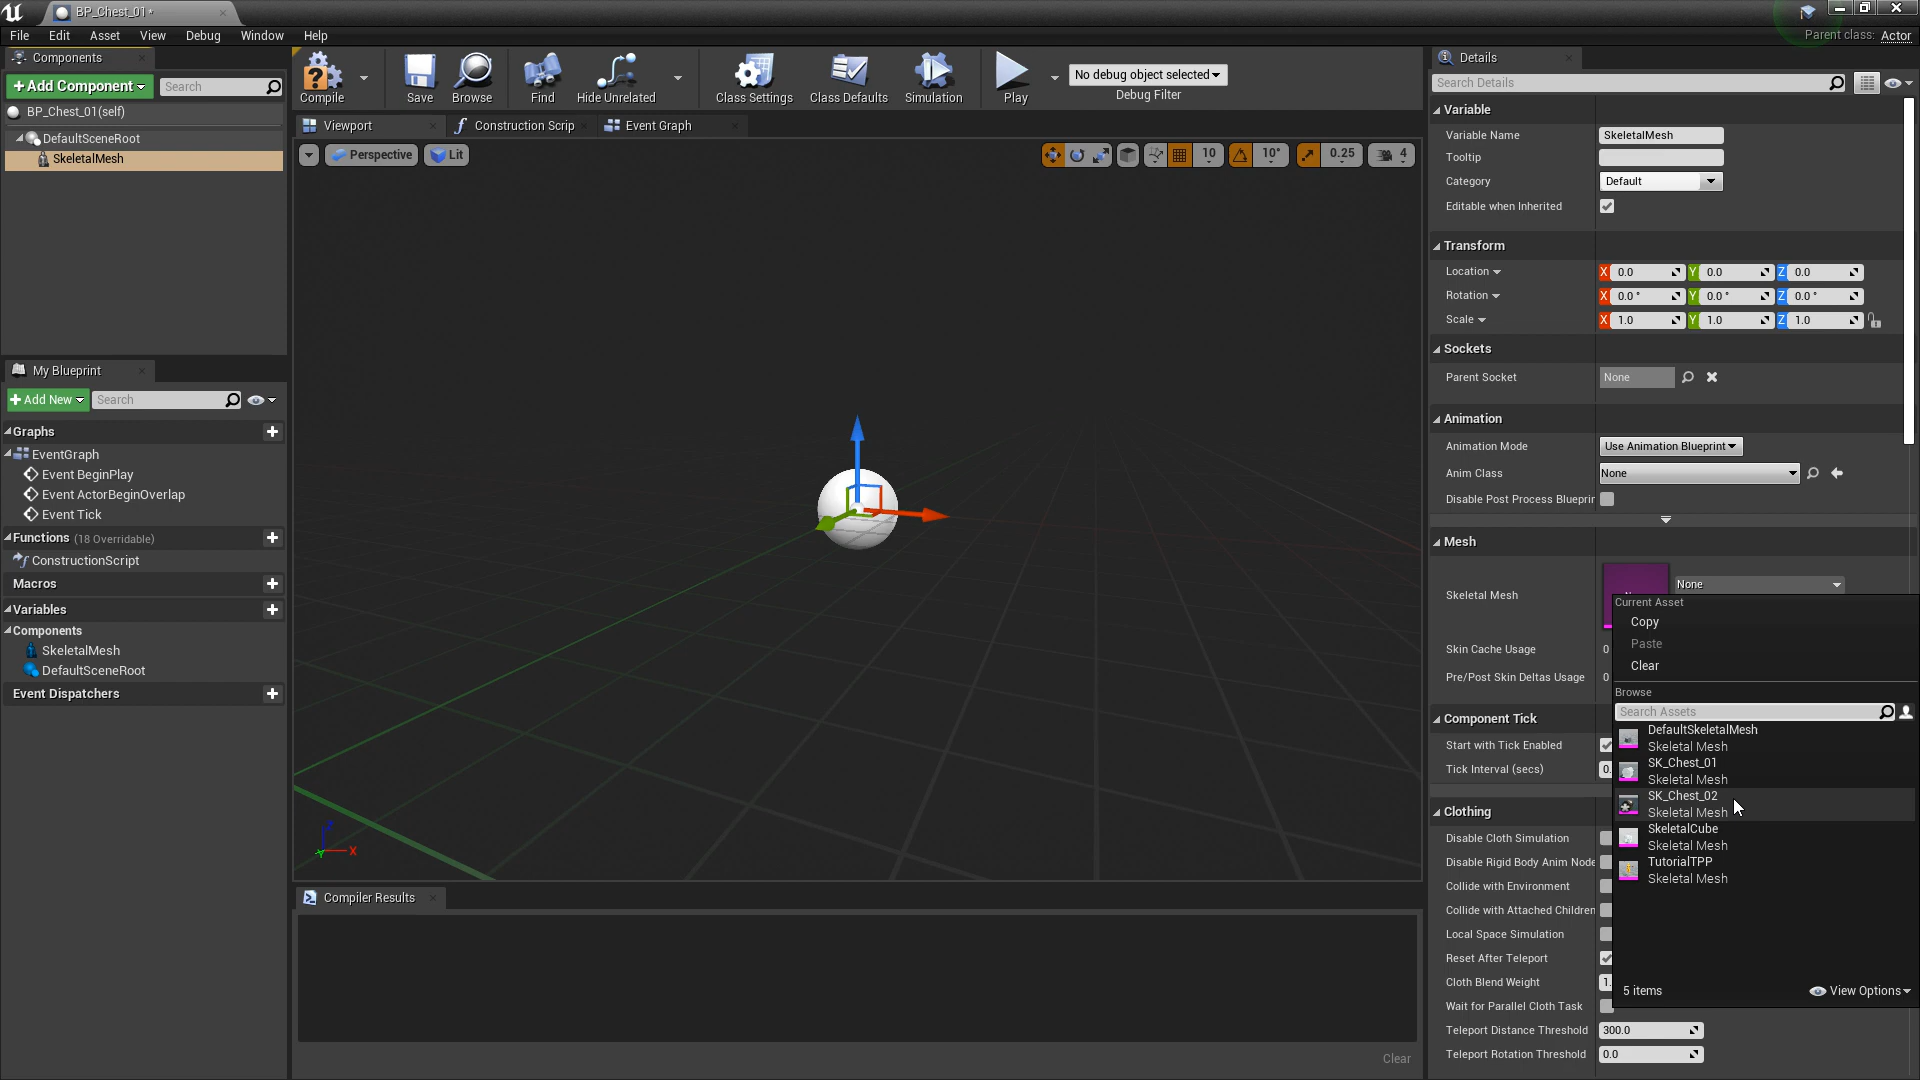 BP_Chest_01*
File Edit Asset View Debug Window Help
Parent class: Actor
Components
Add Component
Search
BP_Chest_01(self)
DefaultSceneRoot
SkeletalMesh
My Blueprint
Add New
Search
Graphs
EventGraph
Event BeginPlay
Event ActorBeginOverlap
Event Tick
Functions (18 Overridable)
ConstructionScript
Macros
Variables
Components
SkeletalMesh
DefaultSceneRoot
Event Dispatchers
Compile
Save
Browse
Find
Hide Unrelated
Class Settings
Class Defaults
Simulation
Play
No debug object selected
Debug Filter
Viewport
Construction Scrip
Event Graph
Perspective
Lit
10
10°
0.25
4
Z
X
Y
Compiler Results
Clear
Details
Search Details
Variable
Variable Name SkeletalMesh
Tooltip
Category Default
Editable when Inherited
Transform
Location X 0.0 Y 0.0 Z 0.0
Rotation X 0.0 ° Y 0.0 ° Z 0.0 °
Scale X 1.0 Y 1.0 Z 1.0
Sockets
Parent Socket None
Animation
Animation Mode Use Animation Blueprint
Anim Class None
Disable Post Process Blueprir
Mesh
Skeletal Mesh None
Skin Cache Usage 0
Pre/Post Skin Deltas Usage 0
Component Tick
Start with Tick Enabled
Tick Interval (secs) 0.
Clothing
Disable Cloth Simulation
Disable Rigid Body Anim Node
Collide with Environment
Collide with Attached Children
Local Space Simulation
Reset After Teleport
Cloth Blend Weight 1.
Wait for Parallel Cloth Task
Teleport Distance Threshold 300.0
Teleport Rotation Threshold 0.0
Current Asset
Copy
Paste
Clear
Browse
Search Assets
DefaultSkeletalMesh
Skeletal Mesh
SK_Chest_01
Skeletal Mesh
SK_Chest_02
Skeletal Mesh
SkeletalCube
Skeletal Mesh
TutorialTPP
Skeletal Mesh
5 items
View Options